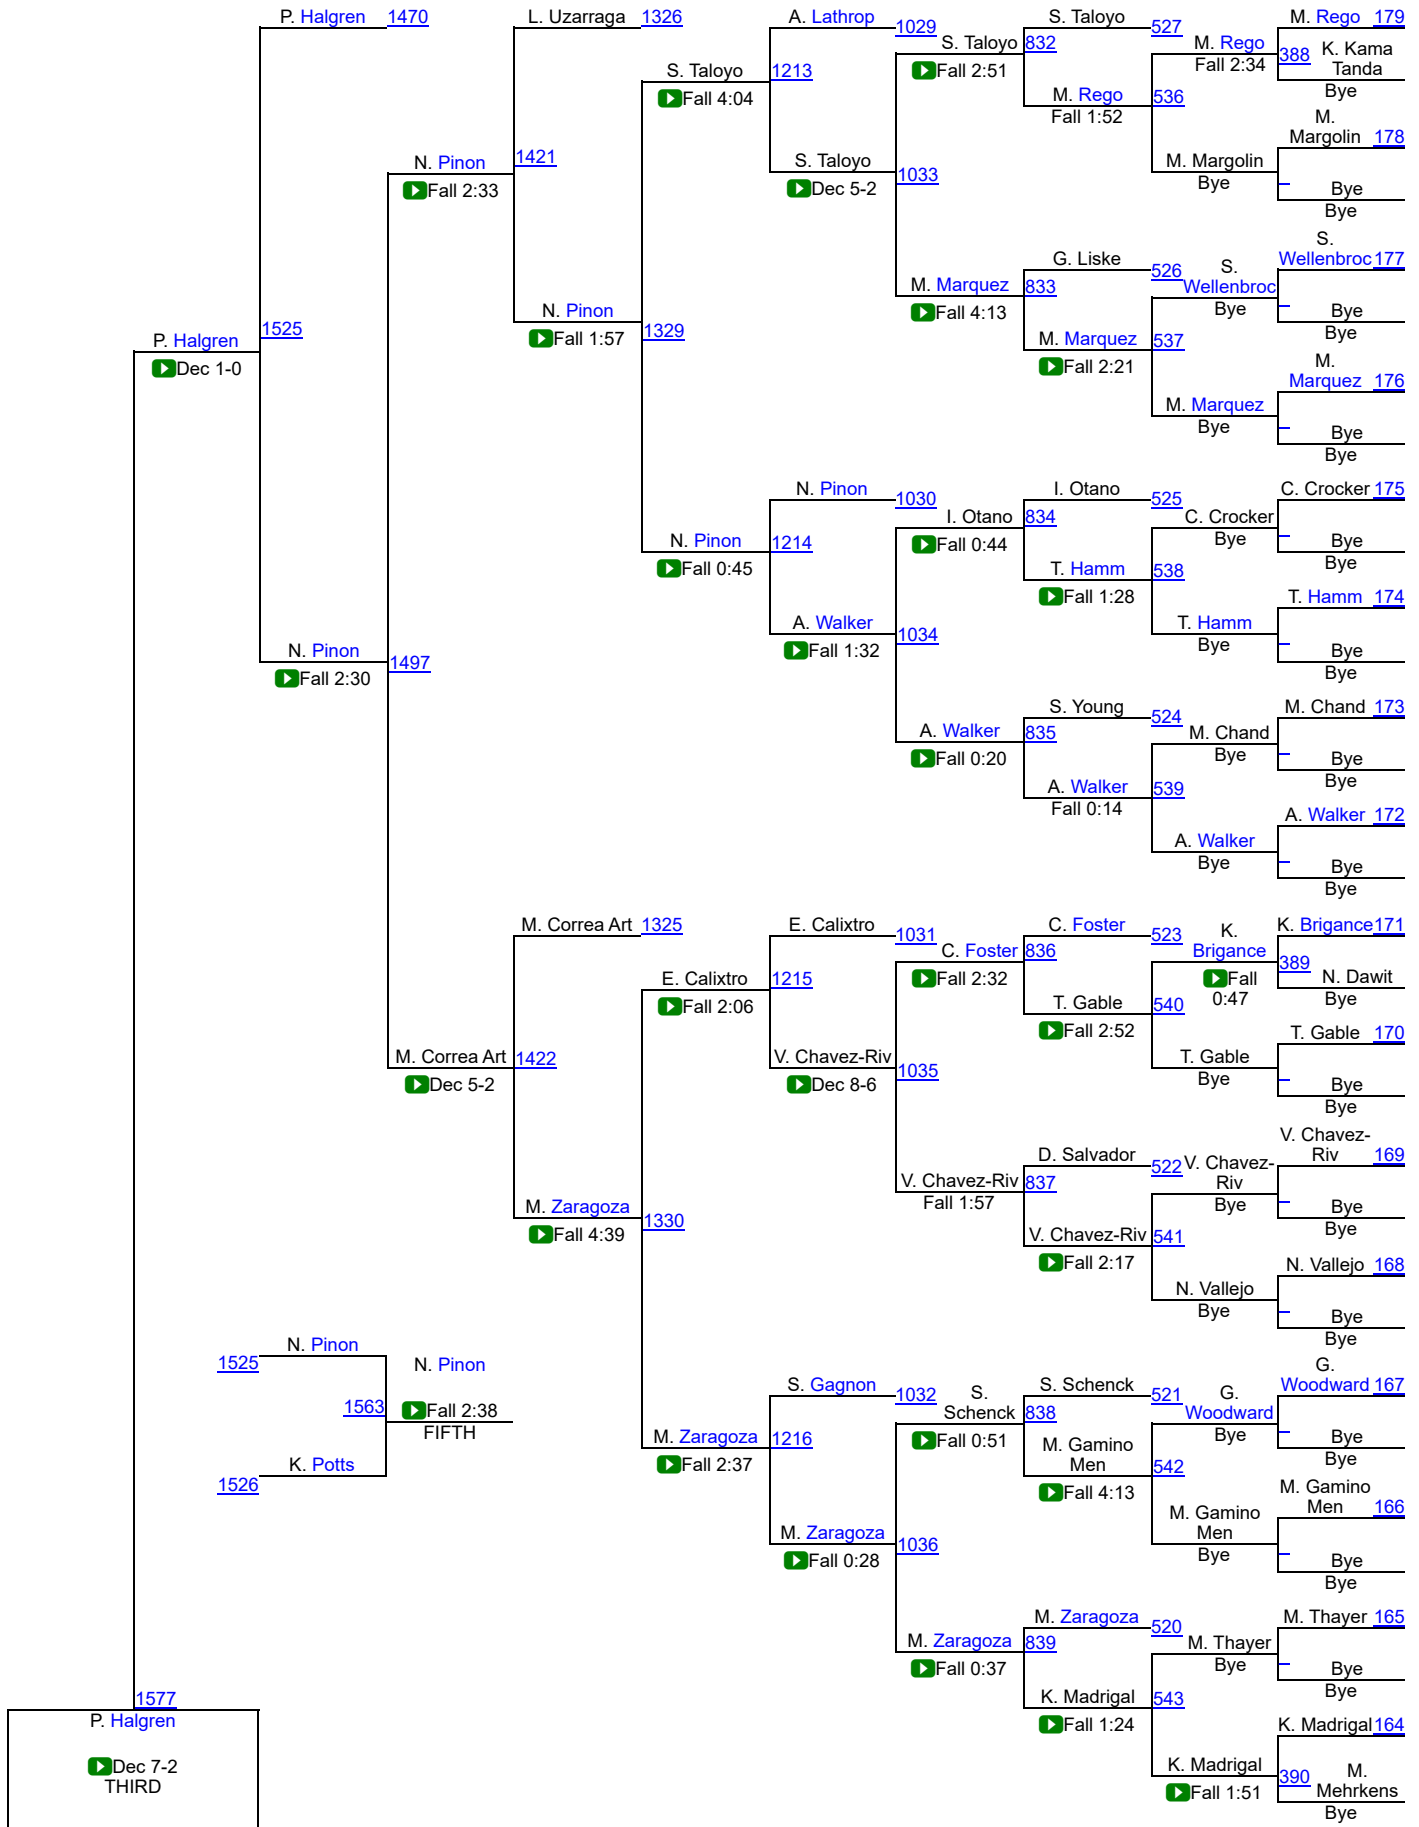 P. Halgren 1470
L. Uzarraga 1326
A. Lathrop
1029
S. Taloyo
527
M. Rego 179
S. Taloyo 832
Fall 2:51
M. Rego
Fall 2:34
388 K. Kama
Tanda
Bye
S. Taloyo
Fall 4:04
1213
M. Rego
Fall 1:52
536
M.
Margolin 178
N. Pinon
Fall 2:33
1421
S. Taloyo
Dec 5-2
1033
M. Margolin
Bye
Bye
Bye
S.
Wellenbroc 177
G. Liske
526
S.
Wellenbroc
Bye
Bye
Bye
M. Marquez 833
Fall 4:13
N. Pinon
Fall 1:57
1329
M. Marquez
Fall 2:21
537
P. Halgren
Dec 1-0
1525
M.
Marquez 176
M. Marquez
Bye
Bye
Bye
N. Pinon
1030
I. Otano
525
C. Crocker 175
I. Otano 834
Fall 0:44
C. Crocker
Bye
Bye
Bye
N. Pinon
Fall 0:45
1214
T. Hamm
Fall 1:28
538
T. Hamm 174
A. Walker
Fall 1:32
1034
T. Hamm
Bye
Bye
Bye
N. Pinon
Fall 2:30
1497
S. Young
524
M. Chand 173
A. Walker 835
Fall 0:20
M. Chand
Bye
Bye
Bye
A. Walker
Fall 0:14
539
A. Walker 172
A. Walker
Bye
Bye
Bye
M. Correa Art 1325
E. Calixtro
1031
C. Foster
523
K.
Brigance
Fall
0:47
K. Brigance 171
C. Foster 836
Fall 2:32
389
N. Dawit
Bye
E. Calixtro
Fall 2:06
1215
T. Gable
Fall 2:52
540
T. Gable 170
M. Correa Art
Dec 5-2
1422
V. Chavez-Riv
Dec 8-6
1035
T. Gable
Bye
Bye
Bye
V. Chavez-
Riv 169
D. Salvador
522
V. Chavez-
Riv
Bye
Bye
Bye
V. Chavez-Riv 837
Fall 1:57
M. Zaragoza
Fall 4:39
1330
V. Chavez-Riv
Fall 2:17
541
N. Vallejo 168
N. Vallejo
Bye
Bye
Bye
N. Pinon
1525
N. Pinon
1563
Fall 2:38
FIFTH
K. Potts
1526
S. Gagnon
1032
S. Schenck
521
G.
Woodward 167
S.
Schenck 838
Fall 0:51
G.
Woodward
Bye
Bye
Bye
M. Zaragoza
Fall 2:37
1216
M. Gamino
Men
Fall 4:13
542
M. Gamino
Men 166
M. Zaragoza
Fall 0:28
1036
M. Gamino
Men
Bye
Bye
Bye
M. Zaragoza
520
M. Thayer 165
M. Zaragoza 839
Fall 0:37
M. Thayer
Bye
Bye
Bye
K. Madrigal
Fall 1:24
543
K. Madrigal 164
K. Madrigal
Fall 1:51
390 M.
Mehrkens
Bye
1577
P. Halgren
Dec 7-2
THIRD